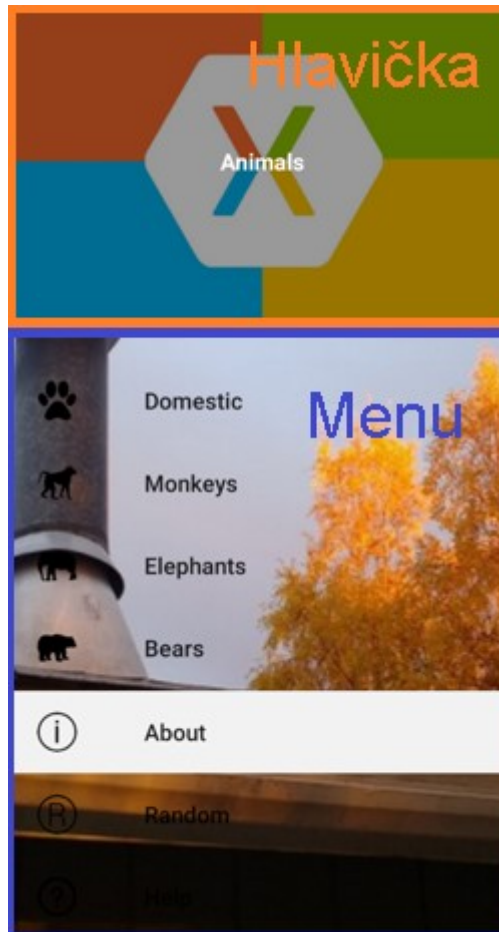 Hlavička
Animals
Domestic
Menu
Monkeys
Elephants
Bears
i
About
R
Random
?
Help